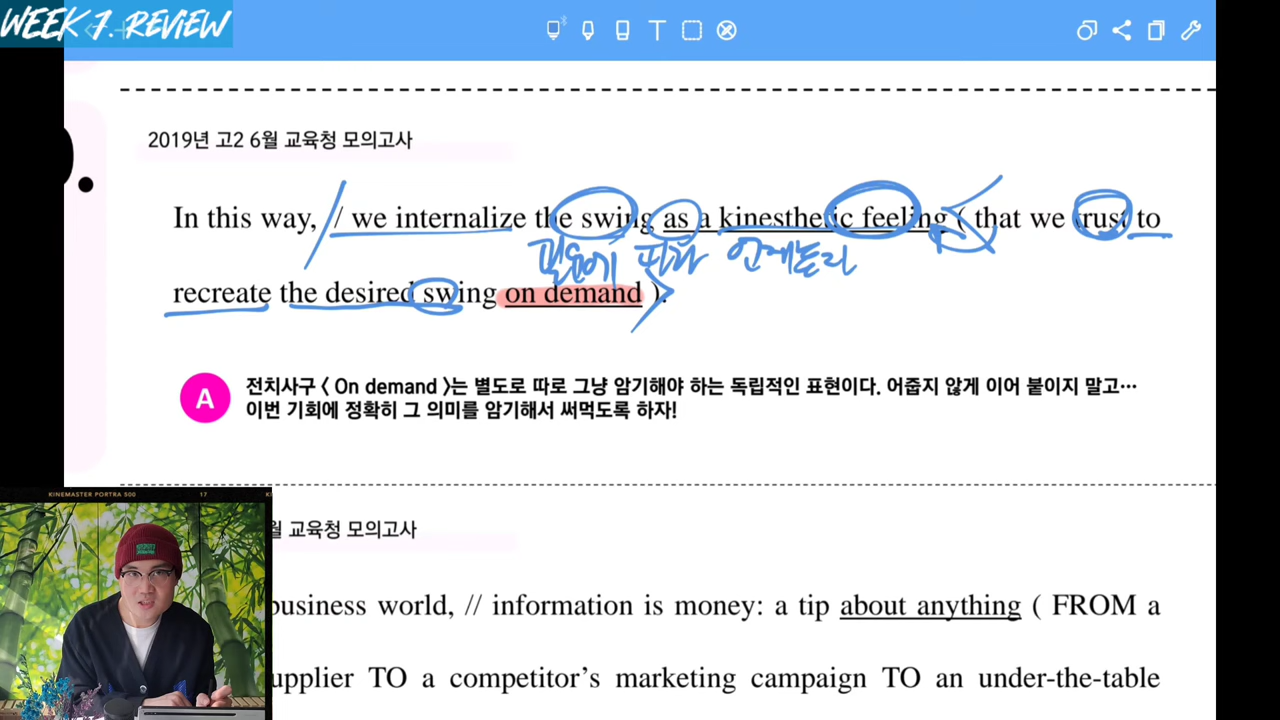 WEEK 7. REVIEW
2019년 고2 6월 교육청 모의고사
In this way, // we internalize the swing as a kinesthetic feeling ( that we trust to
필요에 따라 언제든지
recreate the desired swing on demand ).
A 전치사구 < On demand >는 별도로 따로 그냥 암기해야 하는 독립적인 표현이다. 어줍지 않게 이어 붙이지 말고…
이번 기회에 정확히 그 의미를 암기해서 써먹도록 하자!
KINEMASTER PORTRA 500 17
월 교육청 모의고사
business world, // information is money: a tip about anything ( FROM a
upplier TO a competitor's marketing campaign TO an under-the-table